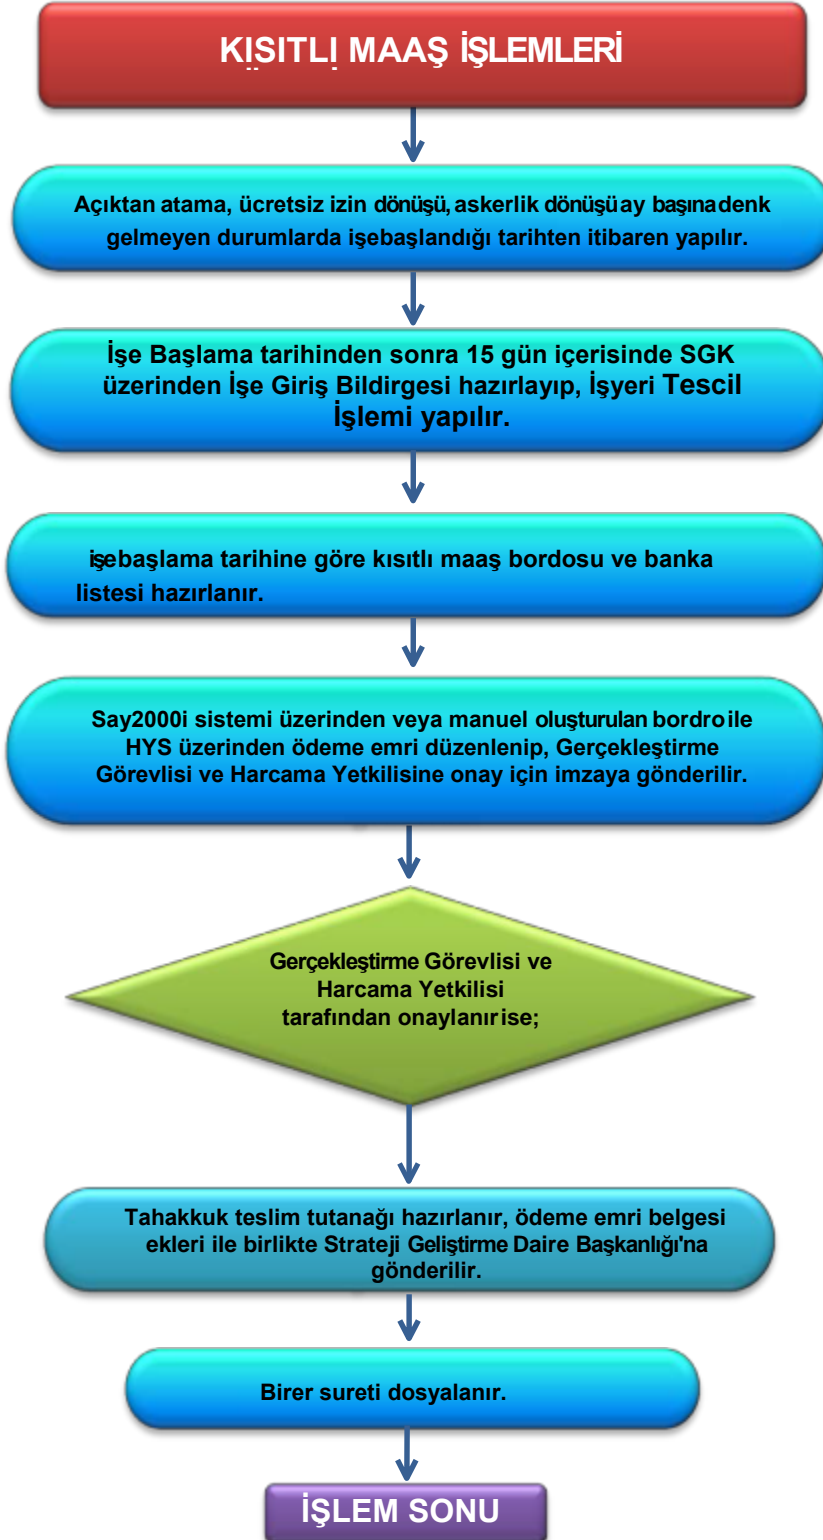 KISITLI MAAŞ İŞLEMLERİ
Açıktan atama, ücretsiz izin dönüşü, askerlik dönüşü ay başına denk
gelmeyen durumlarda işe başlandığı tarihten itibaren yapılır.
İşe Başlama tarihinden sonra 15 gün içerisinde SGK
üzerinden İşe Giriş Bildirgesi hazırlayıp, İşyeri Tescil
İşlemi yapılır.
işe başlama tarihine göre kısıtlı maaş bordosu ve banka
listesi hazırlanır.
Say2000i sistemi üzerinden veya manuel oluşturulan bordro ile
HYS üzerinden ödeme emri düzenlenip, Gerçekleştirme
Görevlisi ve Harcama Yetkilisine onay için imzaya gönderilir.
Gerçekleştirme Görevlisi ve
Harcama Yetkilisi
tarafından onaylanır ise;
Tahakkuk teslim tutanağı hazırlanır, ödeme emri belgesi
ekleri ile birlikte Strateji Geliştirme Daire Başkanlığı'na
gönderilir.
Birer sureti dosyalanır.
İŞLEM SONU